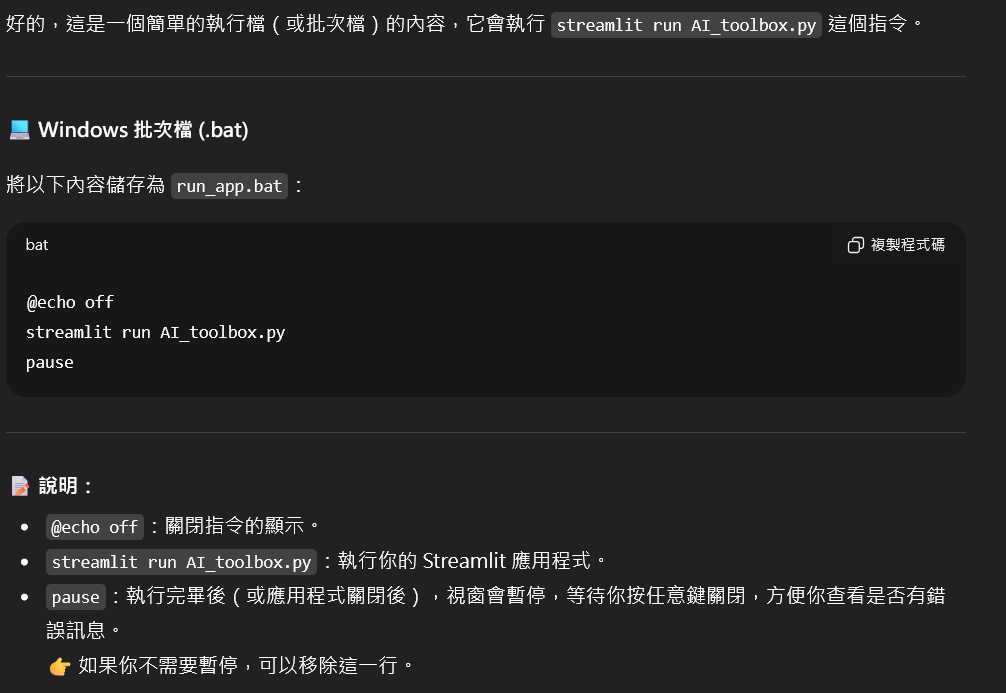 好的，這是一個簡單的執行檔（或批次檔）的內容，它會執行 streamlit run AI_toolbox.py 這個指令。
💻 Windows 批次檔 (.bat)
將以下內容儲存為 run_app.bat：
bat
複製程式碼
@echo off
streamlit run AI_toolbox.py
pause
📝 說明：
• @echo off：關閉指令的顯示。
• streamlit run AI_toolbox.py：執行你的 Streamlit 應用程式。
• pause：執行完畢後（或應用程式關閉後），視窗會暫停，等待你按任意鍵關閉，方便你查看是否有錯
誤訊息。
👉 如果你不需要暫停，可以移除這一行。